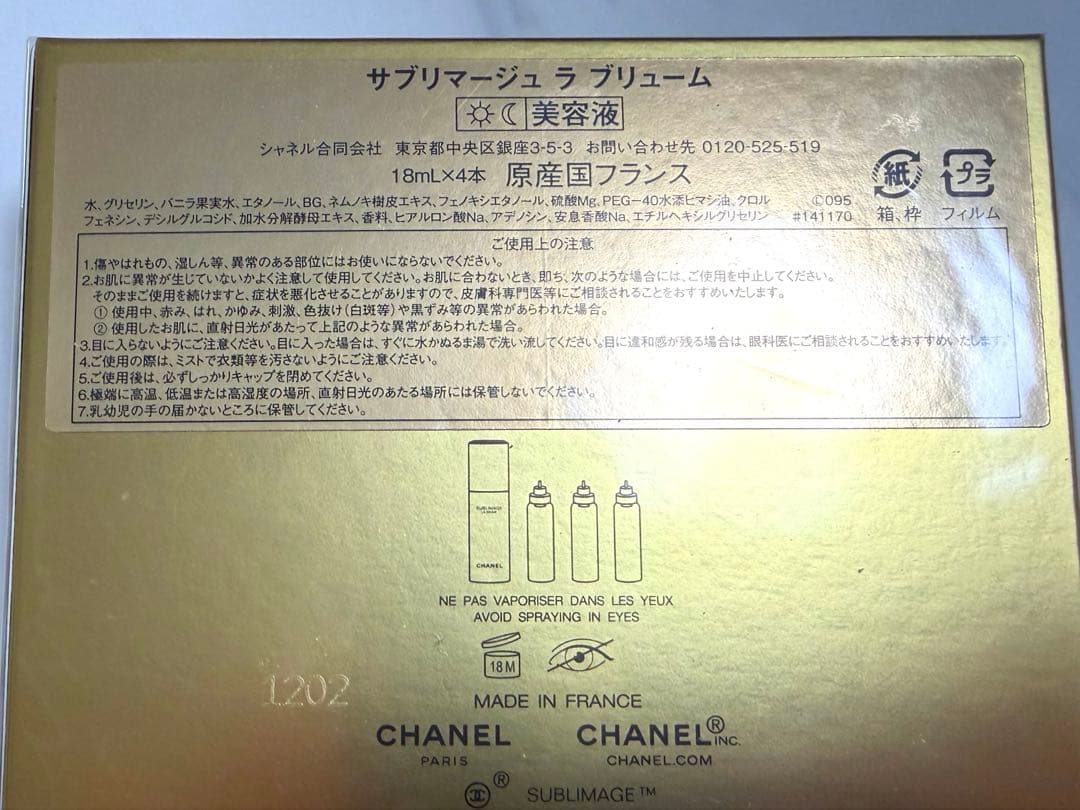 サブリマージュ ラ ブリューム
美容液
シャネル合同会社 東京都中央区銀座3-5-3 お問い合わせ先 0120-525-519
18mL×4本 原産国フランス
水、グリセリン、バニラ果実水、エタノール、BG、ネムノキ樹皮エキス、フェノキシエタノール、硫酸Mg、PEG-40水添ヒマシ油、クロル ©095
フェネシン、デシルグルコシド、加水分解酵母エキス、香料、ヒアルロン酸Na、アデノシン、安息香酸Na、エチルヘキシルグリセリン #141170
紙
箱、枠
プラ
フィルム
ご使用上の注意
1.傷やはれもの、湿しん等、異常のある部位にはお使いにならないでください。
2.お肌に異常が生じていないかよく注意して使用してください。お肌に合わないとき、即ち、次のような場合には、ご使用を中止してください。
そのままご使用を続けますと、症状を悪化させることがありますので、皮膚科専門医等にご相談されることをおすすめいたします。
① 使用中、赤み、はれ、かゆみ、刺激、色抜け(白斑等)や黒ずみ等の異常があらわれた場合。
② 使用したお肌に、直射日光があたって上記のような異常があらわれた場合。
3.目に入らないようにご注意ください。目に入った場合は、すぐに水かぬるま湯で洗い流してください。目に違和感が残る場合は、眼科医にご相談されることをおすすめいたします。
4.ご使用の際は、ミストで衣類等を汚さないようにご注意ください。
5.ご使用後は、必ずしっかりキャップを閉めてください。
6.極端に高温、低温または高湿度の場所、直射日光のあたる場所には保管しないでください。
7.乳幼児の手の届かないところに保管してください。
SUBLIMAGE
LA BRUME
CHANEL
NE PAS VAPORISER DANS LES YEUX
AVOID SPRAYING IN EYES
18 M
1202
MADE IN FRANCE
CHANEL
PARIS
CHANEL® INC.
CHANEL.COM
® SUBLIMAGE™